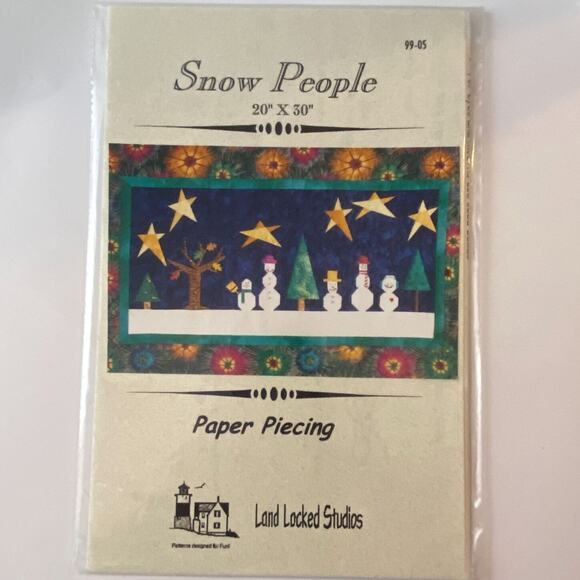 99-05
Snow People
20" X 30"
Paper Piecing
Land Locked Studios
Patterns designed for Fun!